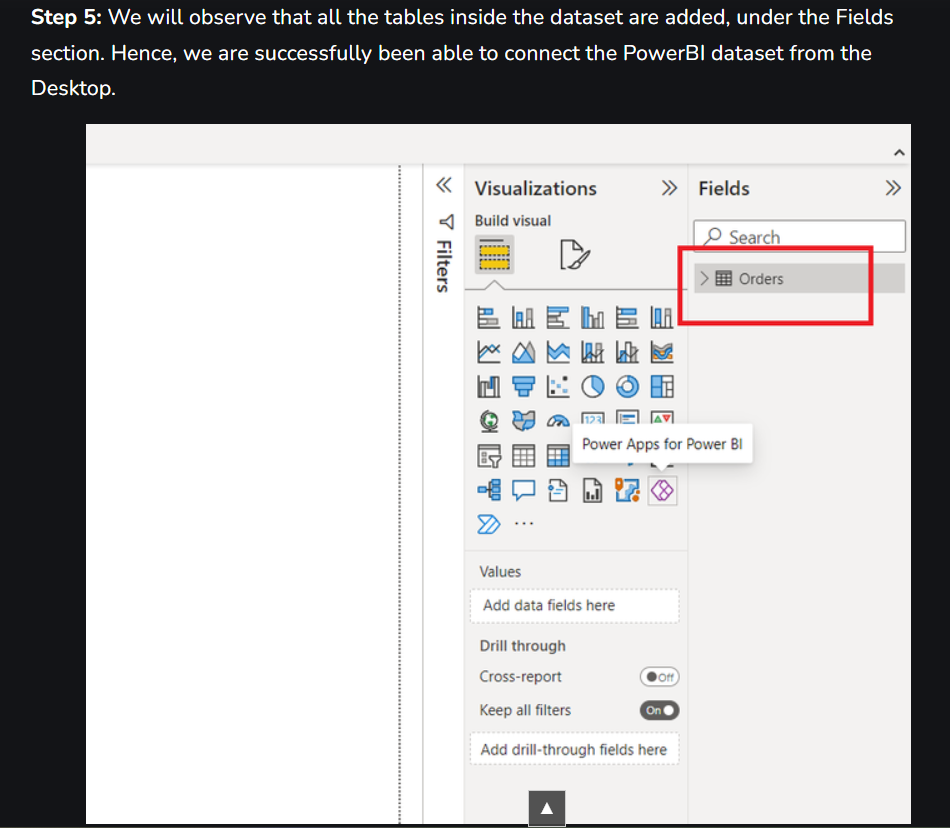 Step 5: We will observe that all the tables inside the dataset are added, under the Fields
section. Hence, we are successfully been able to connect the PowerBI dataset from the
Desktop.
Filters
Visualizations
Build visual
123
Power Apps for Power BI
Values
Add data fields here
Drill through
Cross-report
Off
Keep all filters
On
Add drill-through fields here
Fields
Search
Orders